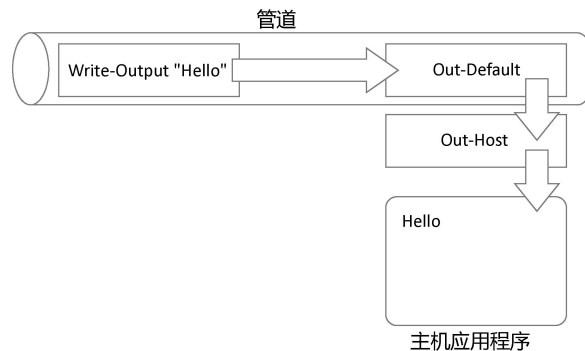 管道
Write-Output "Hello"
Out-Default
Out-Host
Hello
主机应用程序